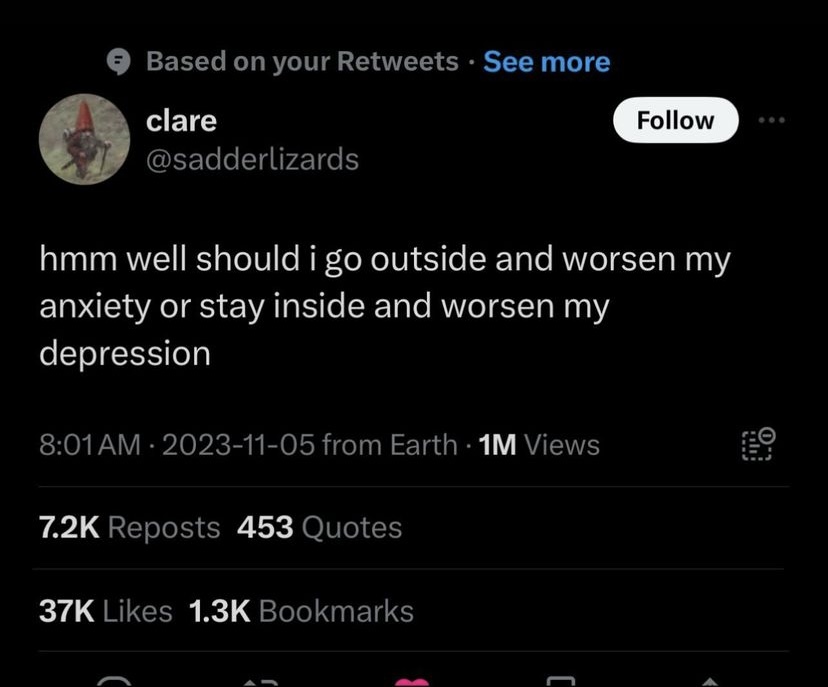 Based on your Retweets · See more
clare
Follow
@sadderlizards
hmm well should i go outside and worsen my
anxiety or stay inside and worsen my
depression
8:01 AM · 2023-11-05 from Earth · 1M Views
7.2K Reposts 453 Quotes
37K Likes 1.3K Bookmarks